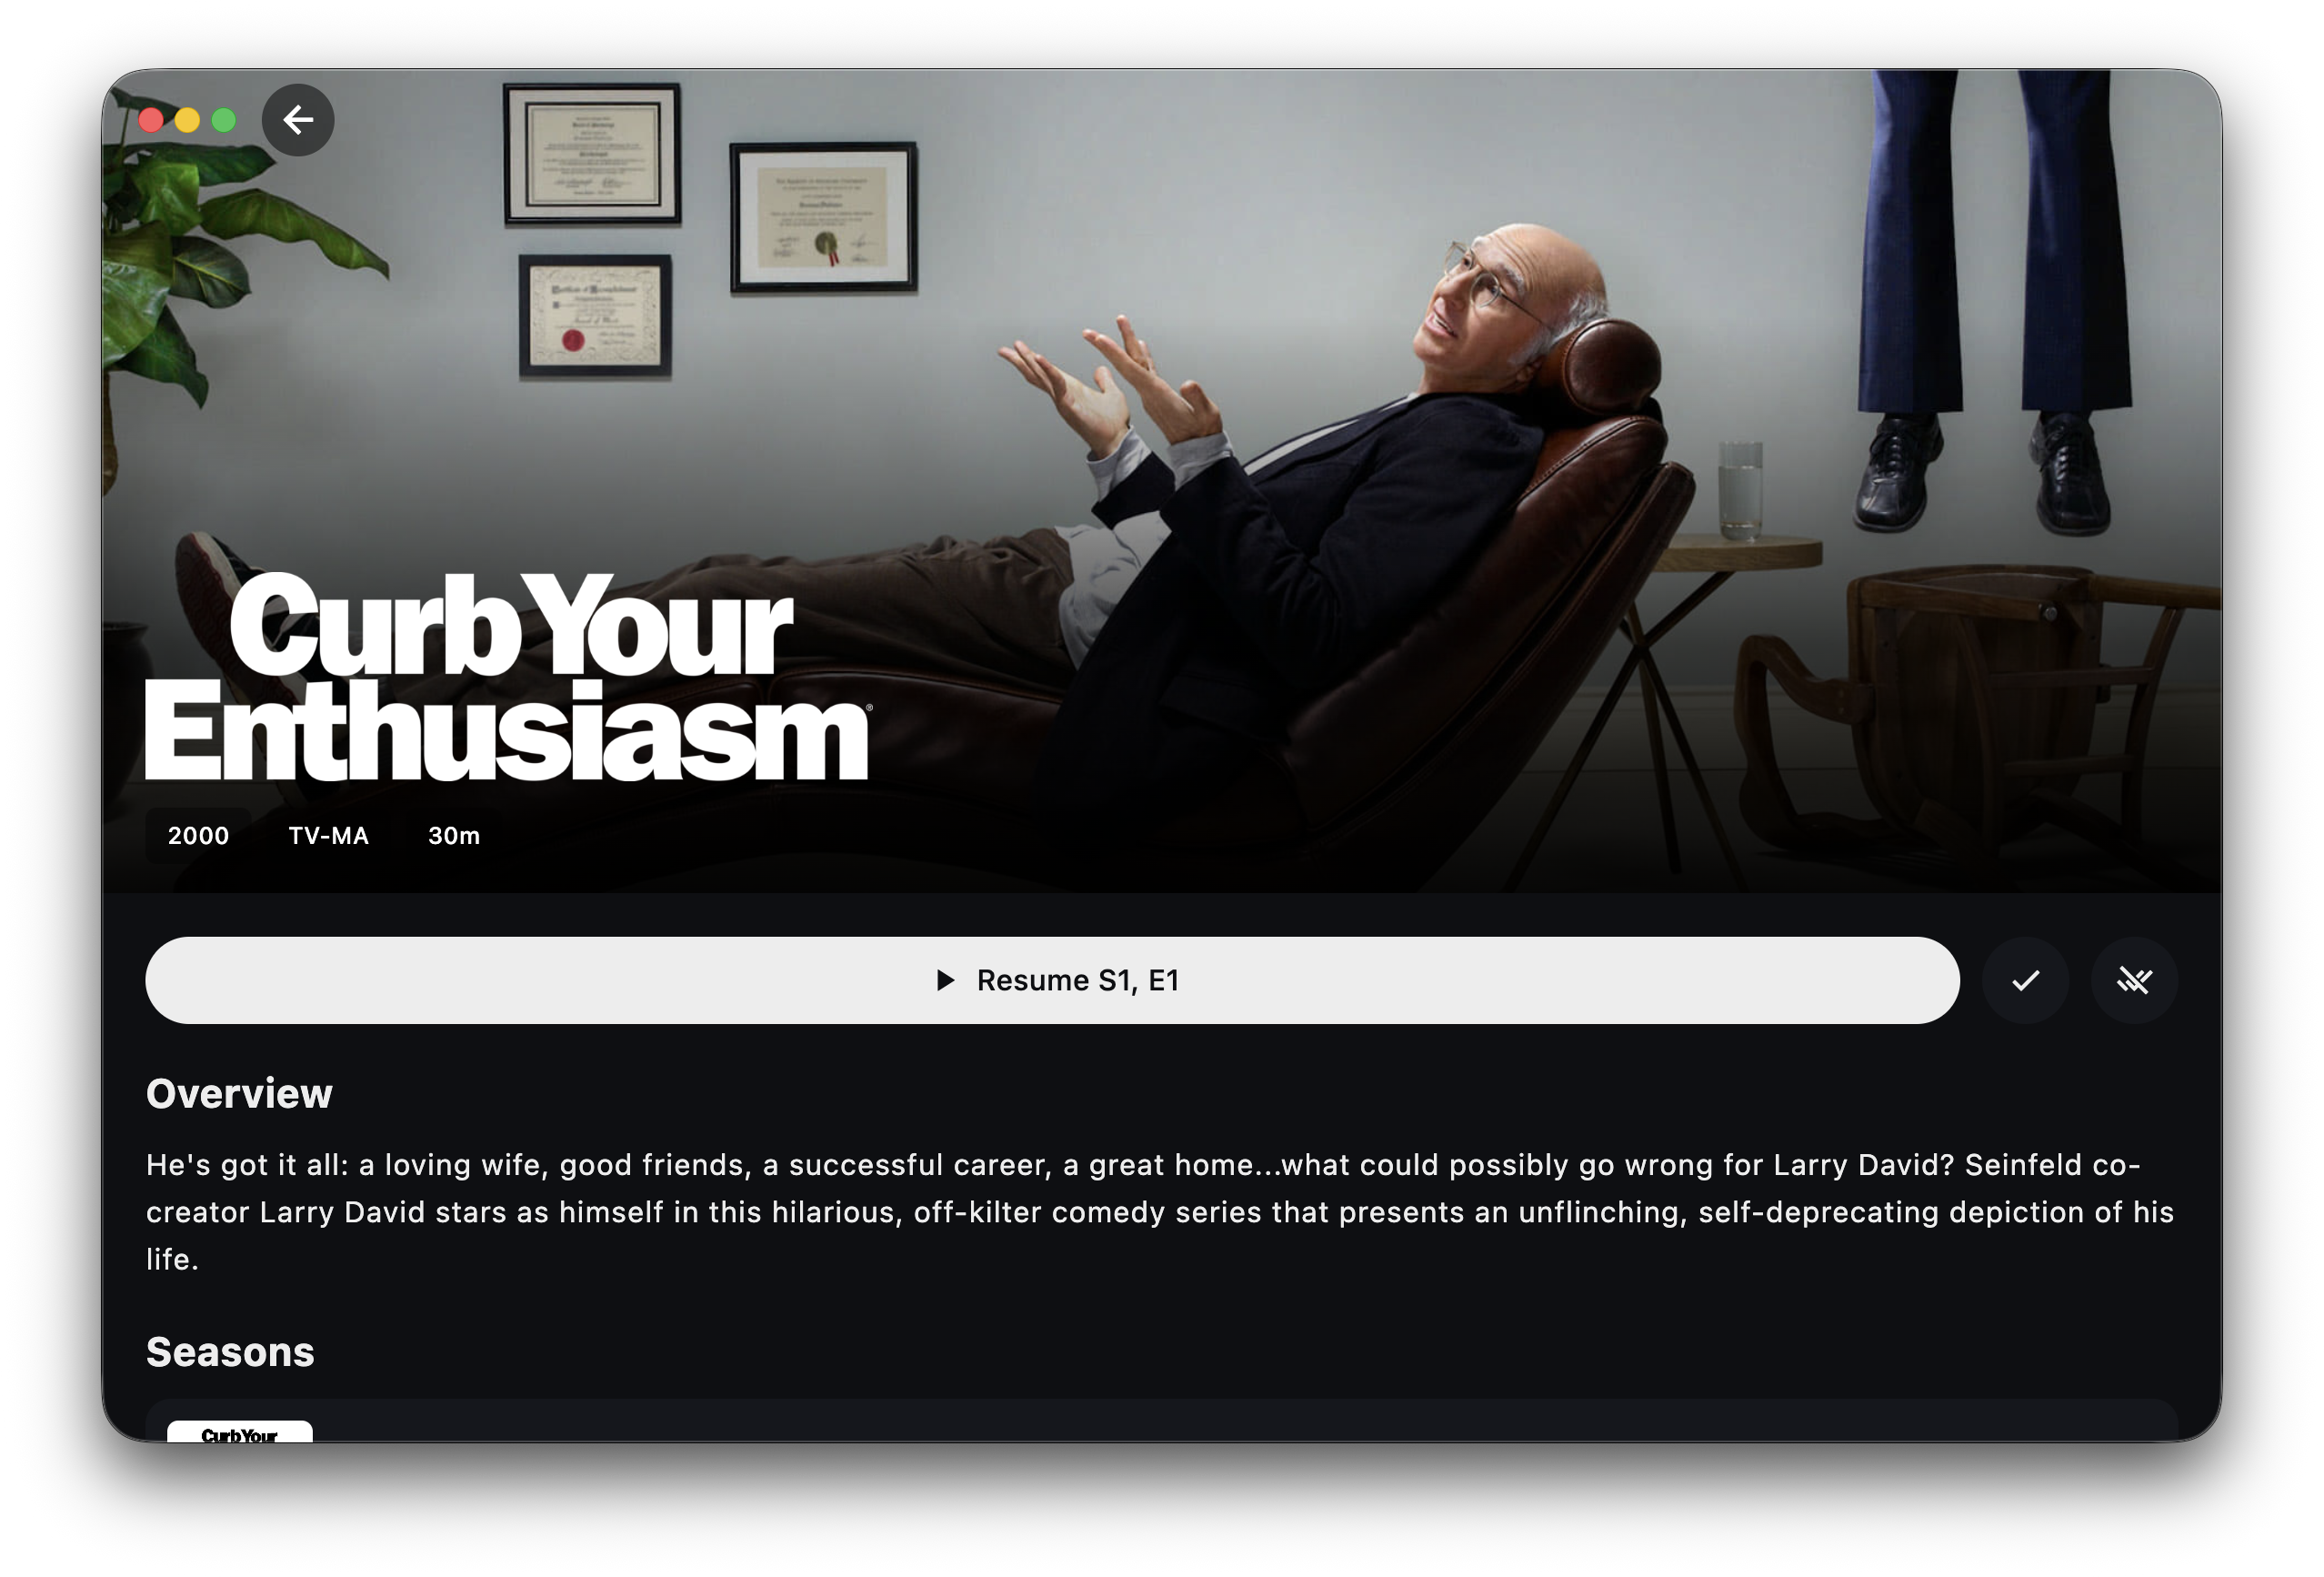 Certificate of Accomplishment
Curb Your
Enthusiasm®
2000 TV-MA 30m
Resume S1, E1
Overview
He's got it all: a loving wife, good friends, a successful career, a great home...what could possibly go wrong for Larry David? Seinfeld co-
creator Larry David stars as himself in this hilarious, off-kilter comedy series that presents an unflinching, self-deprecating depiction of his
life.
Seasons
Curb Your